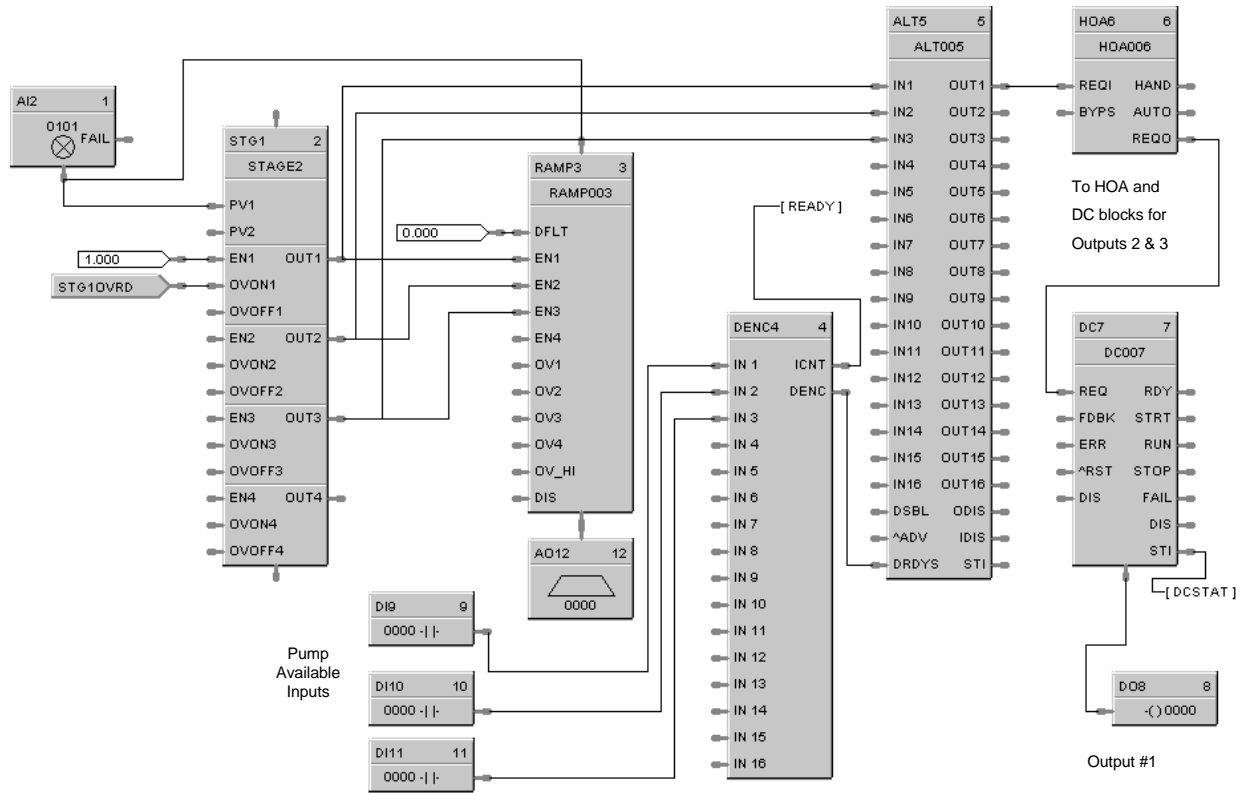 AI2 1
0101
FAIL
STG1 2
STAGE2
PV1
PV2
EN1 OUT1
OVON1
OVOFF1
EN2 OUT2
OVON2
OVOFF2
EN3 OUT3
OVON3
OVOFF3
EN4 OUT4
OVON4
OVOFF4
1.000
STG1OVRD
RAMP3 3
RAMP003
0.000
DFLT
EN1
EN2
EN3
EN4
OV1
OV2
OV3
OV4
OV_HI
DIS
AO12 12
0000
Pump
Available
Inputs
DI9 9
0000 -| |-
DI10 10
0000 -| |-
DI11 11
0000 -| |-
[ READY ]
DENC4 4
IN 1 ICNT
IN 2 DENC
IN 3
IN 4
IN 5
IN 6
IN 7
IN 8
IN 9
IN 10
IN 11
IN 12
IN 13
IN 14
IN 15
IN 16
ALT5 5
ALT005
IN1 OUT1
IN2 OUT2
IN3 OUT3
IN4 OUT4
IN5 OUT5
IN6 OUT6
IN7 OUT7
IN8 OUT8
IN9 OUT9
IN10 OUT10
IN11 OUT11
IN12 OUT12
IN13 OUT13
IN14 OUT14
IN15 OUT15
IN16 OUT16
DSBL ODIS
^ADV IDIS
DRDYS STI
HOA6 6
HOA006
REQI HAND
BYPS AUTO
REQO
To HOA and
DC blocks for
Outputs 2 & 3
DC7 7
DC007
REQ RDY
FDBK STRT
ERR RUN
^RST STOP
DIS FAIL
DIS
STI
[ DCSTAT ]
DO8 8
-( ) 0000
Output #1